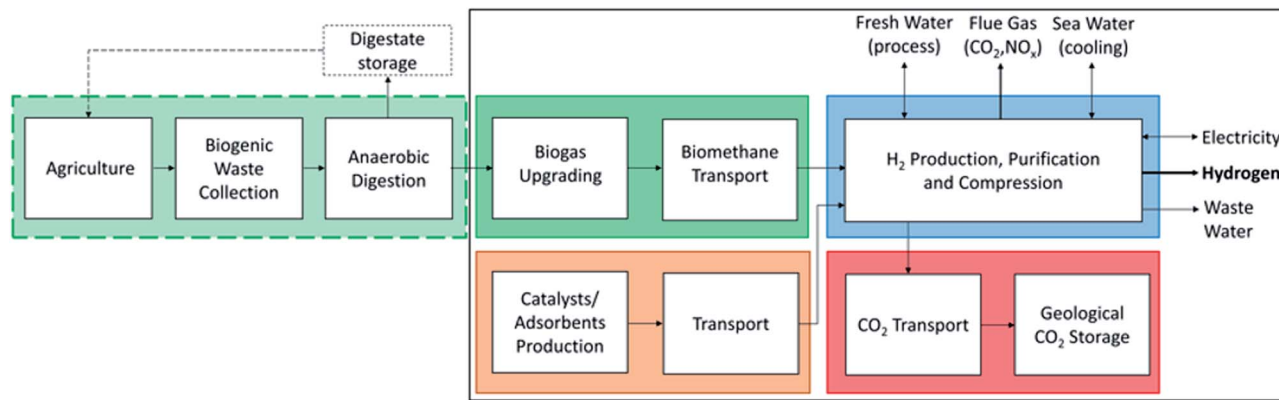 Digestate
storage
Fresh Water
(process)
Flue Gas
(CO₂,NOₓ)
Sea Water
(cooling)
Agriculture
Biogenic
Waste
Collection
Anaerobic
Digestion
Biogas
Upgrading
Biomethane
Transport
H₂ Production, Purification
and Compression
Electricity
Hydrogen
Waste
Water
Catalysts/
Adsorbents
Production
Transport
CO₂ Transport
Geological
CO₂ Storage